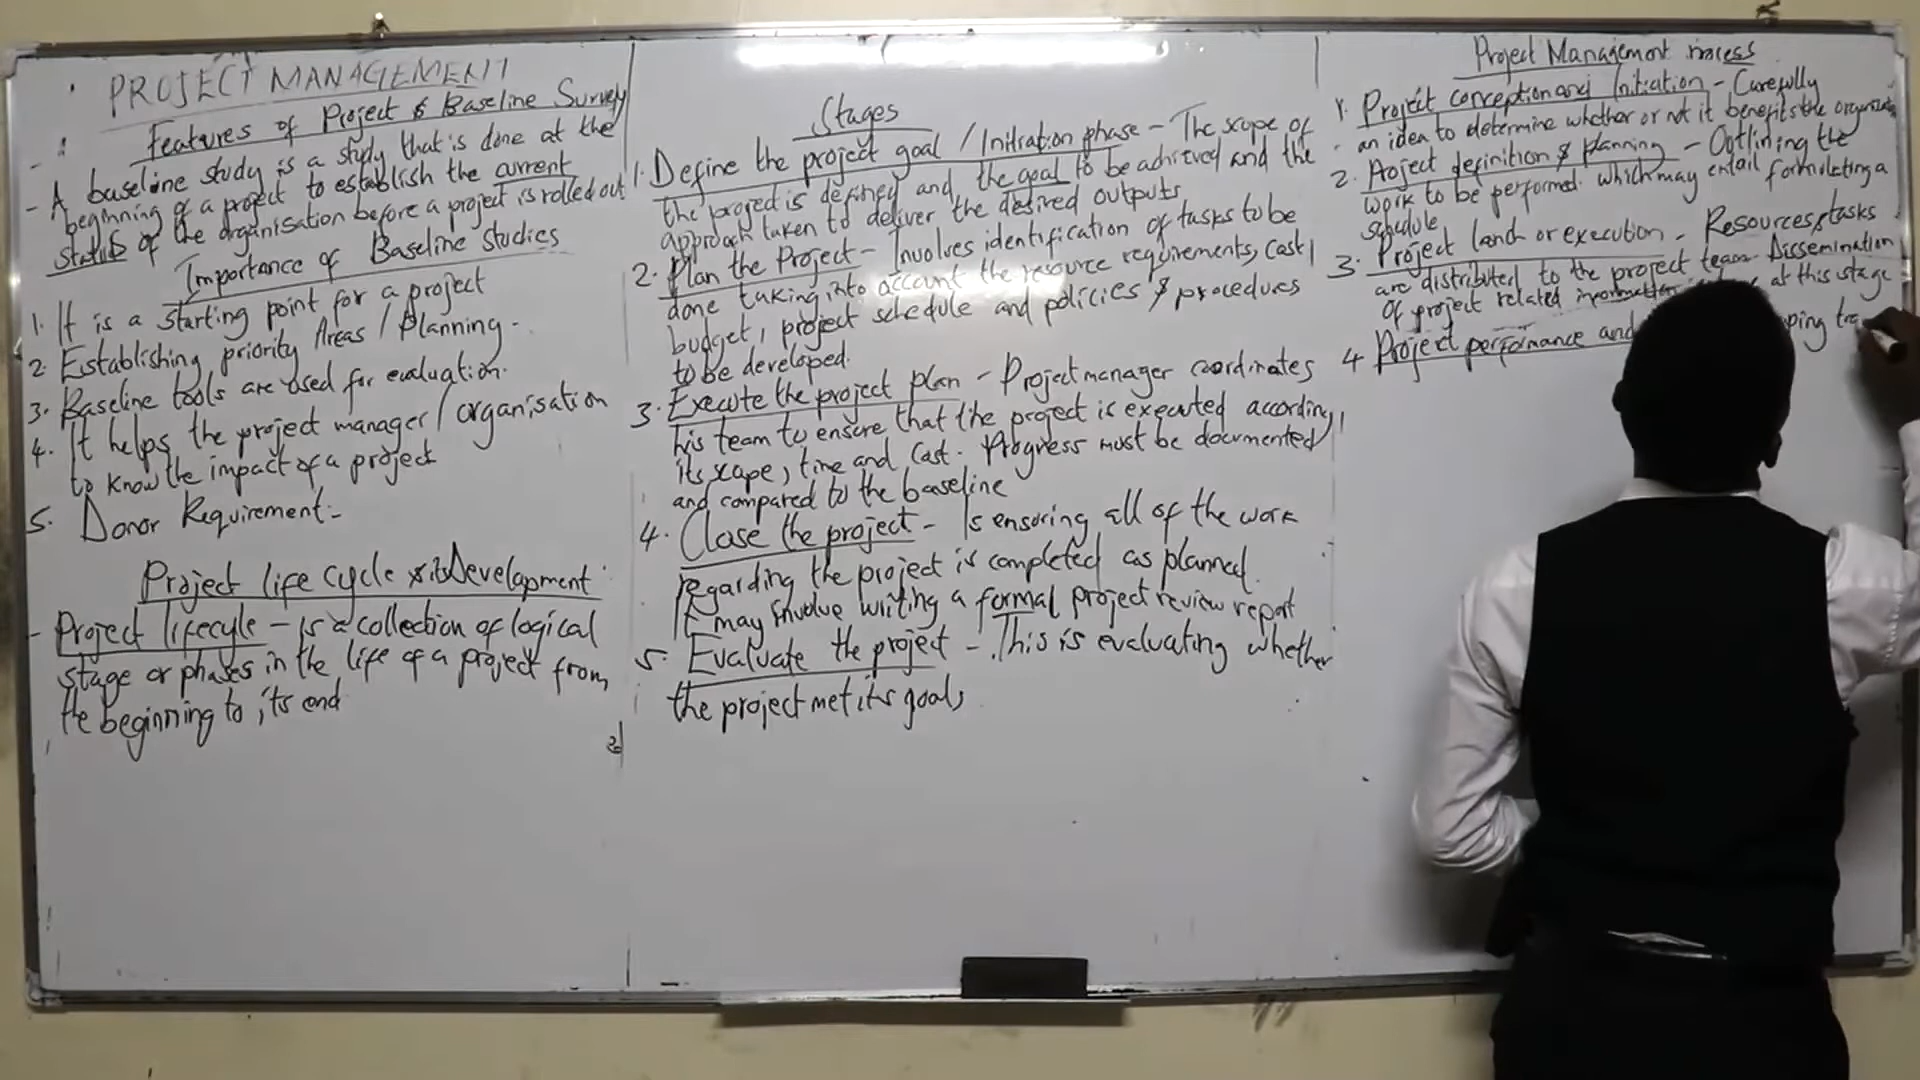 PROJECT MANAGEMENT
Features of Project & Baseline Survey
- A baseline study is a study that is done at the
- beginning of a project to establish the current
status of the organisation before a project is rolled out
Importance of Baseline Studies
1. It is a starting point for a project
2. Establishing priority Areas / Planning.
3. Baseline tools are used for evaluation.
4. It helps the project manager / organisation
to know the impact of a project
5. Donor Requirement:-
Project life cycle & its Development
- Project lifecyle - is a collection of logical
stage or phases in the life of a project from
the beginning to its end
Stages
1. Define the project goal / Initiation phase - The scope of
the project is defined and the goal to be achieved and the
approach taken to deliver the desired outputs
2. Plan the Project - Involves identification of tasks to be
done taking into account the resource requirements, cost/
budget, project schedule and policies & procedures
to be developed.
3. Execute the project plan - Project manager coordinates
his team to ensure that the project is executed according
its scope, time and cost. Progress must be documented
and compared to the baseline
4. Close the project - Is ensuring all of the work
regarding the project is completed as planned.
It may involve writing a formal project review report
5. Evaluate the project - This is evaluating whether
the project met its goals
Project Management Process
1. Project conception and Initiation - Carefully
an idea to determine whether or not it benefits the
2. Project definition & planning - Outlining the
work to be performed which may entail formulating a
schedule
3. Project lanch or execution - Resources & tasks
are distributed to the project team. Dissemination
of project related information at this stage
4 Project performance and